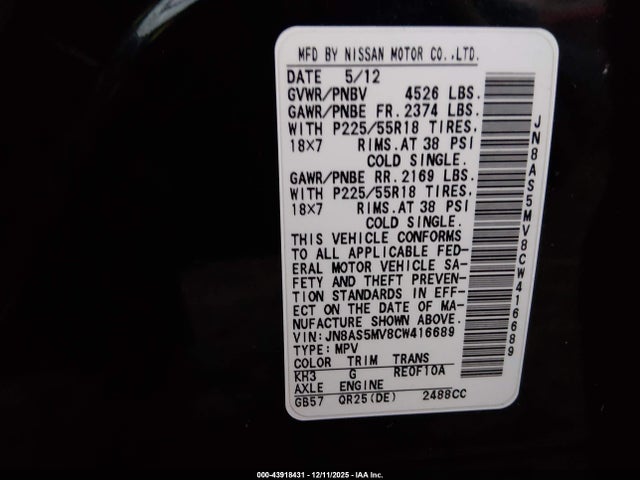 MFD BY NISSAN MOTOR CO.,LTD.
DATE 5/12
GVWR/PNBV 4526 LBS.
GAWR/PNBE FR. 2374 LBS.
WITH P225/55R18 TIRES.
18X7 RIMS.AT 38 PSI
COLD SINGLE.
GAWR/PNBE RR. 2169 LBS.
WITH P225/55R18 TIRES.
18X7 RIMS.AT 38 PSI
COLD SINGLE.
THIS VEHICLE CONFORMS
TO ALL APPLICABLE FED-
ERAL MOTOR VEHICLE SA-
FETY AND THEFT PREVEN-
TION STANDARDS IN EFF-
ECT ON THE DATE OF MA-
NUFACTURE SHOWN ABOVE.
VIN: JN8AS5MV8CW416689
TYPE: MPV
COLOR TRIM TRANS
KH3 G RE0F10A
AXLE ENGINE
GB57 QR25(DE) 2488CC
JN8AS5MV8CW416689
000-43918431 - 12/11/2025 - IAA Inc.